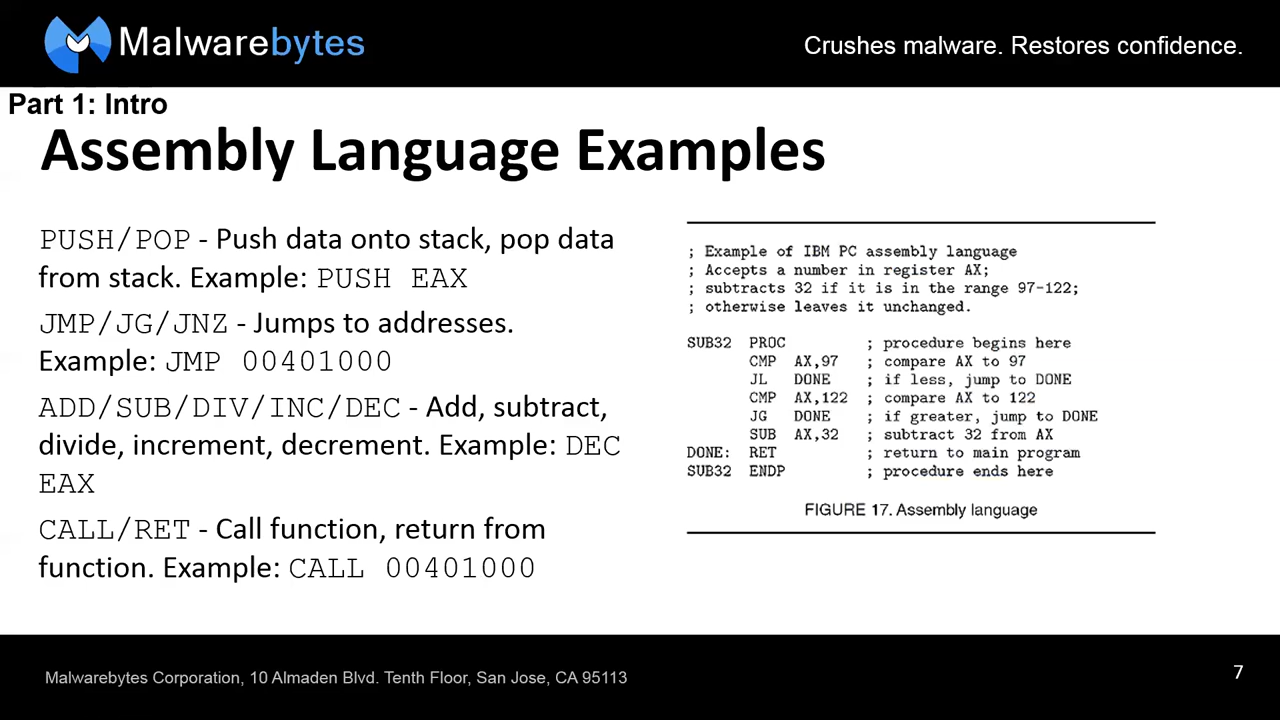 Malwarebytes
Crushes malware. Restores confidence.
Part 1: Intro
Assembly Language Examples
PUSH/POP - Push data onto stack, pop data
from stack. Example: PUSH EAX
JMP/JG/JNZ - Jumps to addresses.
Example: JMP 00401000
ADD/SUB/DIV/INC/DEC - Add, subtract,
divide, increment, decrement. Example: DEC
EAX
CALL/RET - Call function, return from
function. Example: CALL 00401000
; Example of IBM PC assembly language
; Accepts a number in register AX;
; subtracts 32 if it is in the range 97-122;
; otherwise leaves it unchanged.
SUB32 PROC ; procedure begins here
CMP AX,97 ; compare AX to 97
JL DONE ; if less, jump to DONE
CMP AX,122 ; compare AX to 122
JG DONE ; if greater, jump to DONE
SUB AX,32 ; subtract 32 from AX
DONE: RET ; return to main program
SUB32 ENDP ; procedure ends here
FIGURE 17. Assembly language
Malwarebytes Corporation, 10 Almaden Blvd. Tenth Floor, San Jose, CA 95113
7